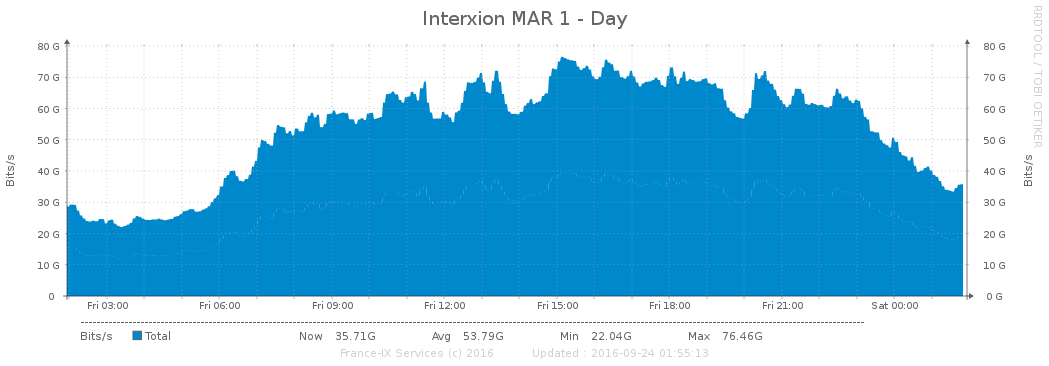 Interxion MAR 1 - Day
RRDTOOL / TOBI OETIKER
Bits/s
80 G
70 G
60 G
50 G
40 G
30 G
20 G
10 G
0
80 G
70 G
60 G
50 G
40 G
30 G
20 G
10 G
0 G
Bits/s
Fri 03:00 Fri 06:00 Fri 09:00 Fri 12:00 Fri 15:00 Fri 18:00 Fri 21:00 Sat 00:00
Bits/s Total Now 35.71G Avg 53.79G Min 22.04G Max 76.46G
France-IX Services (c) 2016 Updated : 2016-09-24 01:55:13